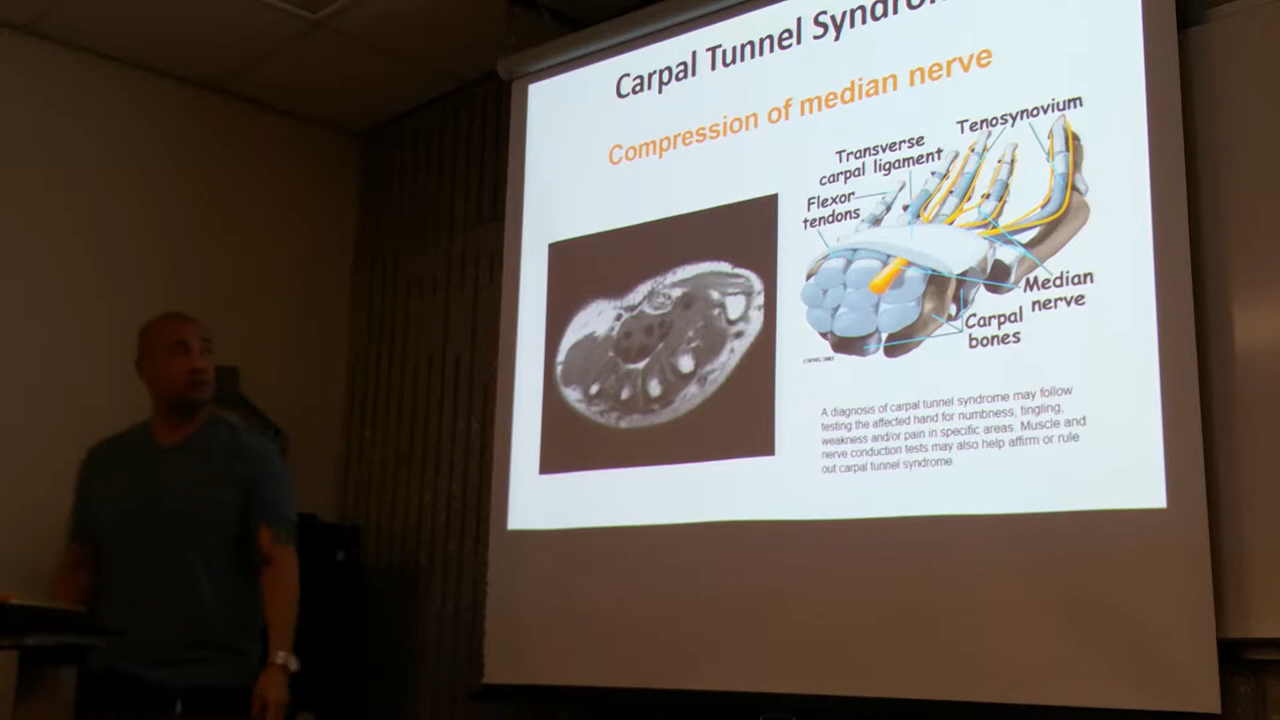 Carpal Tunnel Syndrom
Compression of median nerve
Tenosynovium
Transverse
carpal ligament
Flexor
tendons
Median
nerve
Carpal
bones
A diagnosis of carpal tunnel syndrome may follow
testing the affected hand for numbness, tingling,
weakness and/or pain in specific areas. Muscle and
nerve conduction tests may also help affirm or rule
out carpal tunnel syndrome.